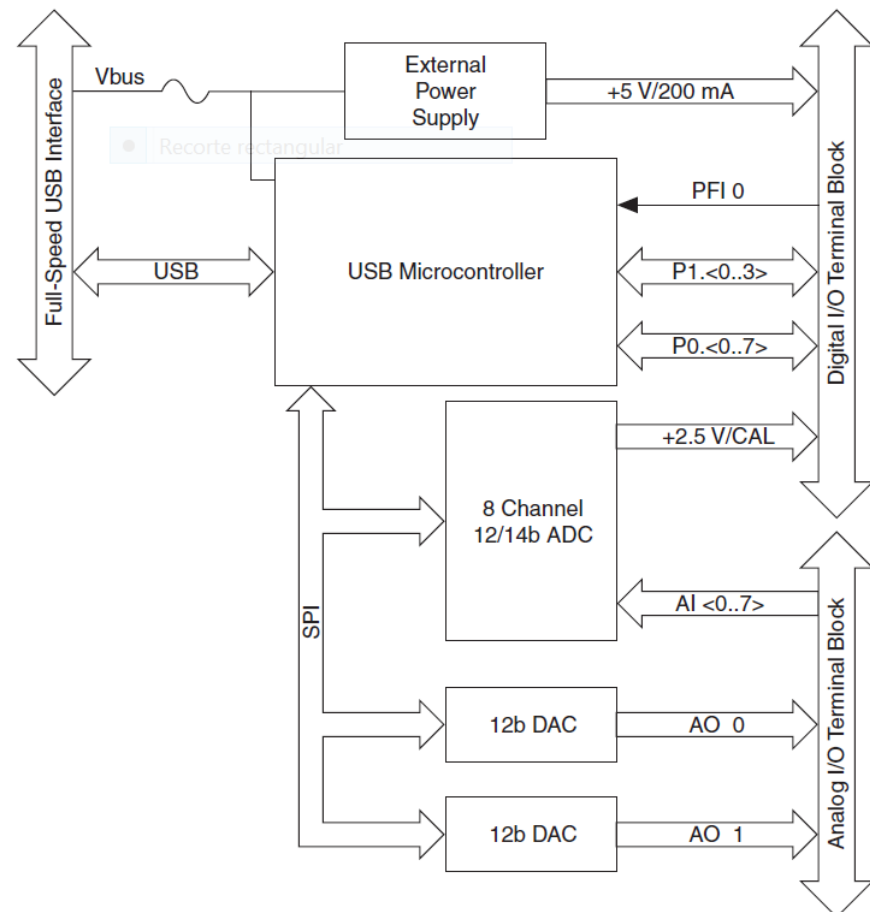 Full-Speed USB Interface
Vbus
External
Power
Supply
+5 V/200 mA
Recorte rectangular
PFI 0
USB
USB Microcontroller
P1.<0..3>
P0.<0..7>
Digital I/O Terminal Block
+2.5 V/CAL
8 Channel
12/14b ADC
AI <0..7>
SPI
12b DAC
AO 0
12b DAC
AO 1
Analog I/O Terminal Block